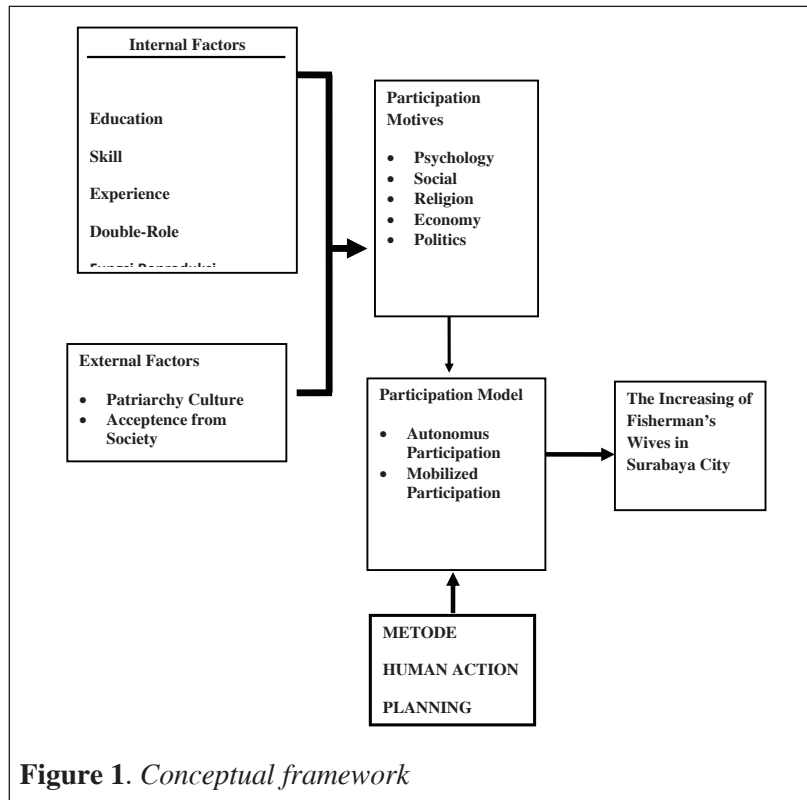 Internal Factors
Education
Skill
Experience
Double-Role
Participation
Motives
• Psychology
• Social
• Religion
• Economy
• Politics
External Factors
• Patriarchy Culture
• Acceptence from
Society
Participation Model
• Autonomus
Participation
• Mobilized
Participation
The Increasing of
Fisherman's
Wives in
Surabaya City
METODE
HUMAN ACTION
PLANNING
Figure 1. Conceptual framework